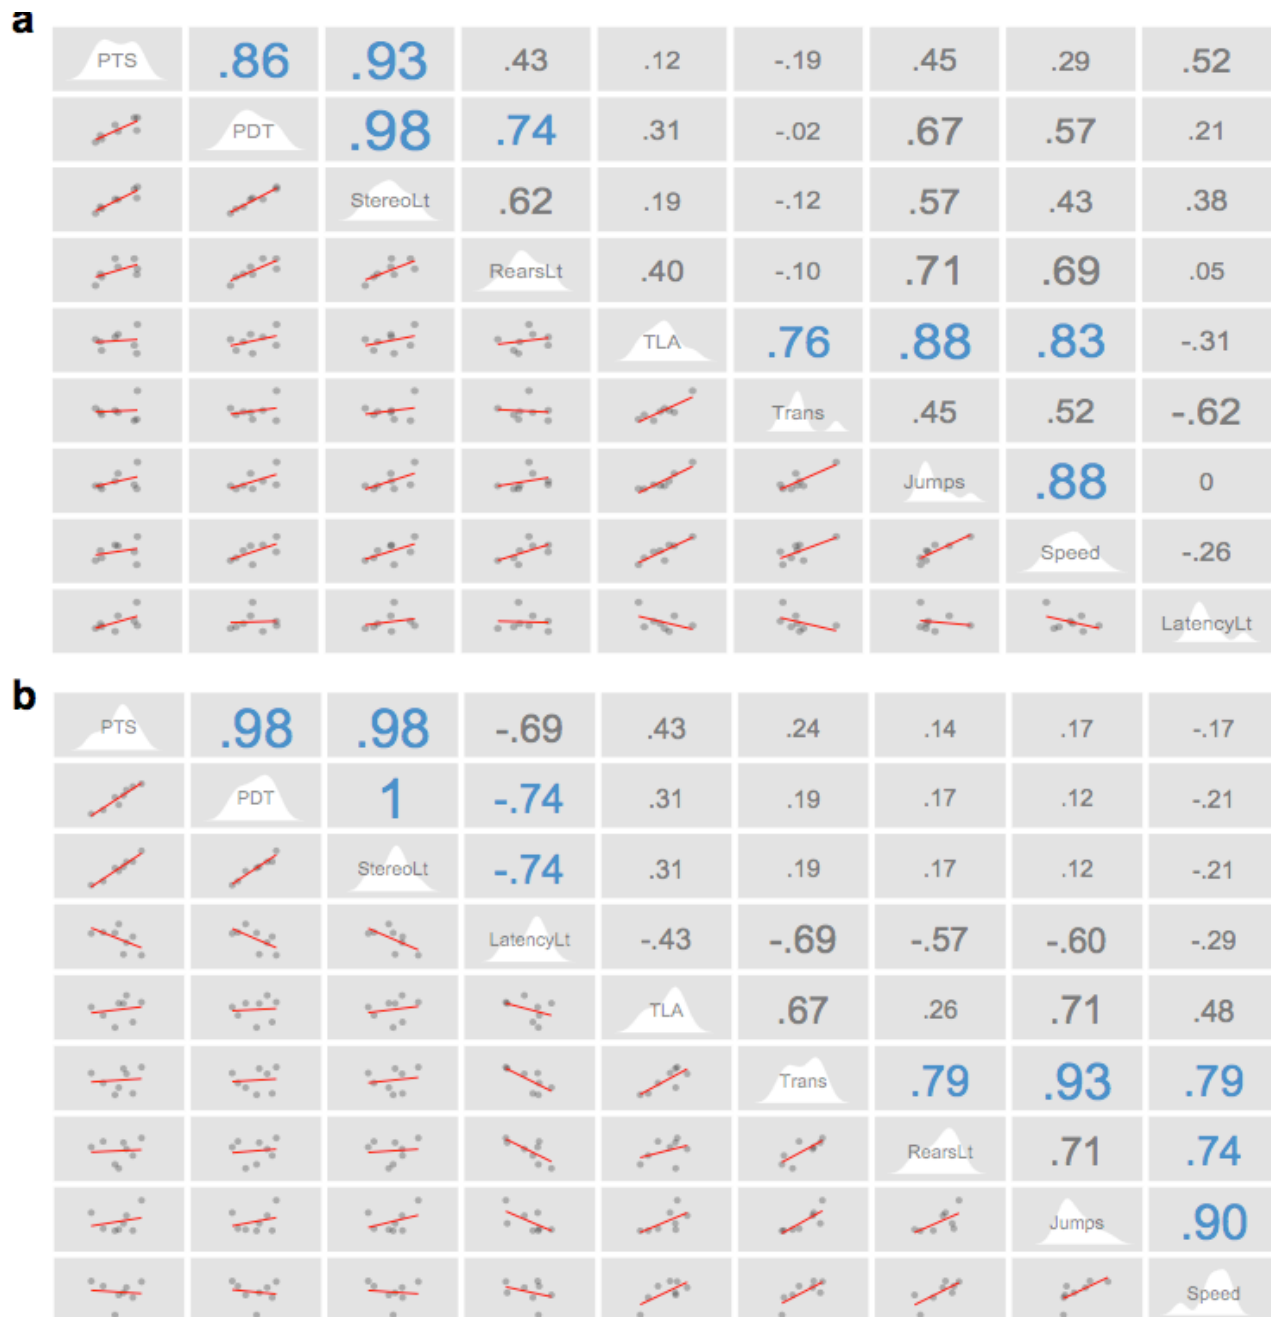 a
PTS .86 .93 .43 .12 -.19 .45 .29 .52
PDT .98 .74 .31 -.02 .67 .57 .21
StereoLt .62 .19 -.12 .57 .43 .38
RearsLt .40 -.10 .71 .69 .05
TLA .76 .88 .83 -.31
Trans .45 .52 -.62
Jumps .88 0
Speed -.26
LatencyLt
b
PTS .98 .98 -.69 .43 .24 .14 .17 -.17
PDT 1 -.74 .31 .19 .17 .12 -.21
StereoLt -.74 .31 .19 .17 .12 -.21
LatencyLt -.43 -.69 -.57 -.60 -.29
TLA .67 .26 .71 .48
Trans .79 .93 .79
RearsLt .71 .74
Jumps .90
Speed